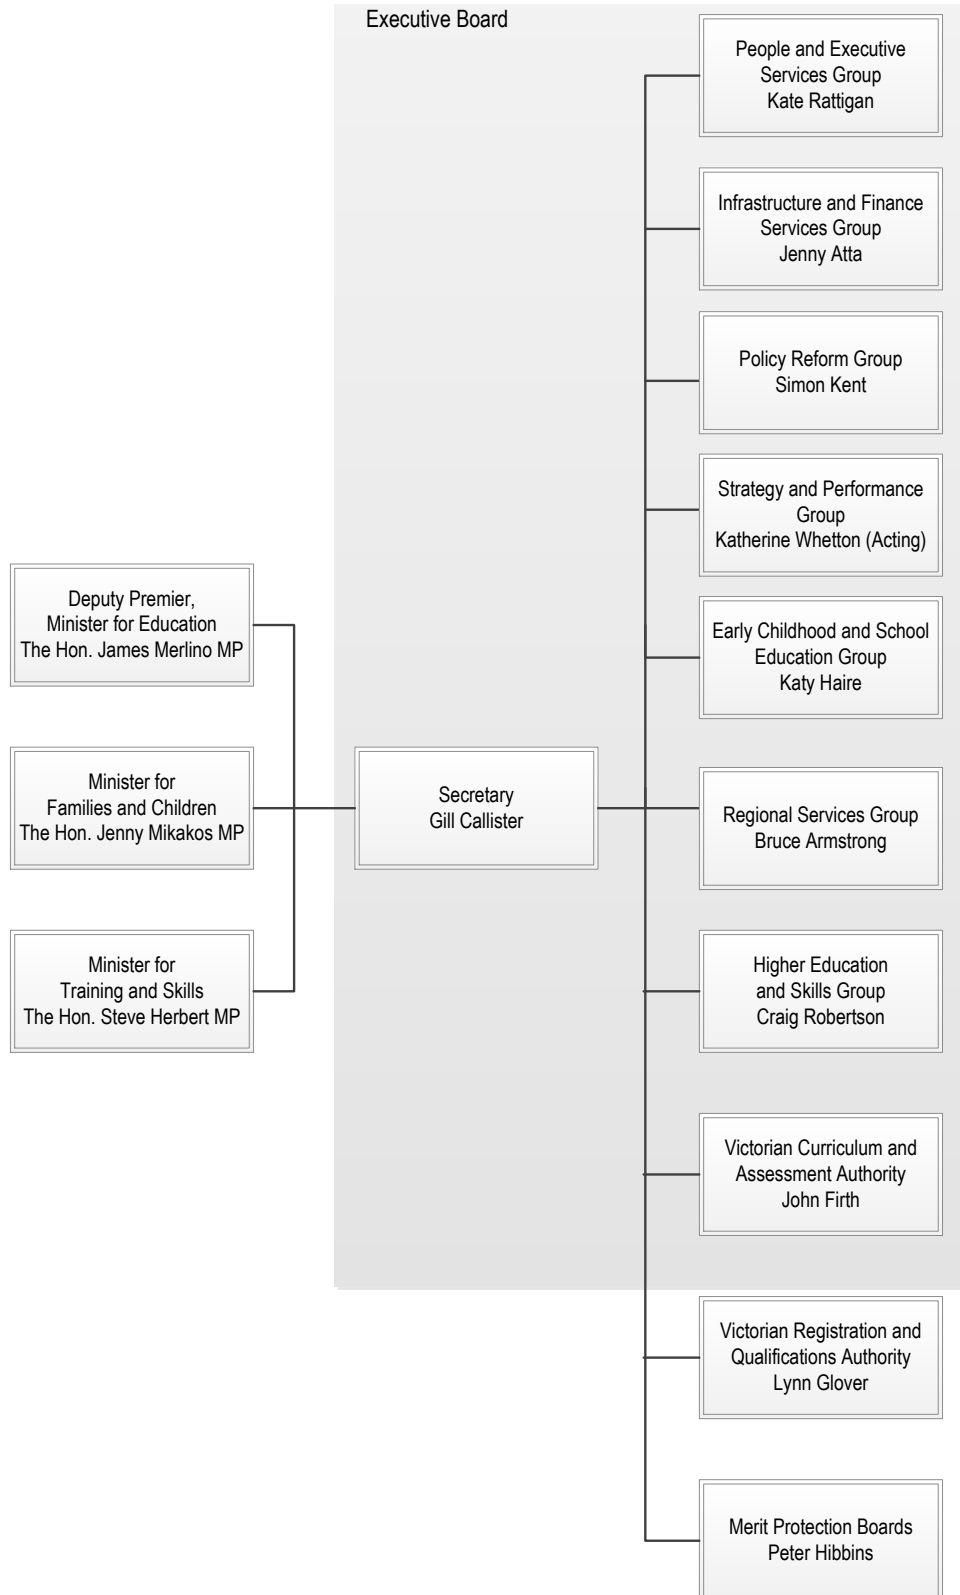 Executive Board
People and Executive
Services Group
Kate Rattigan
Infrastructure and Finance
Services Group
Jenny Atta
Policy Reform Group
Simon Kent
Strategy and Performance
Group
Katherine Whetton (Acting)
Deputy Premier,
Minister for Education
The Hon. James Merlino MP
Early Childhood and School
Education Group
Katy Haire
Minister for
Families and Children
The Hon. Jenny Mikakos MP
Secretary
Gill Callister
Regional Services Group
Bruce Armstrong
Minister for
Training and Skills
The Hon. Steve Herbert MP
Higher Education
and Skills Group
Craig Robertson
Victorian Curriculum and
Assessment Authority
John Firth
Victorian Registration and
Qualifications Authority
Lynn Glover
Merit Protection Boards
Peter Hibbins